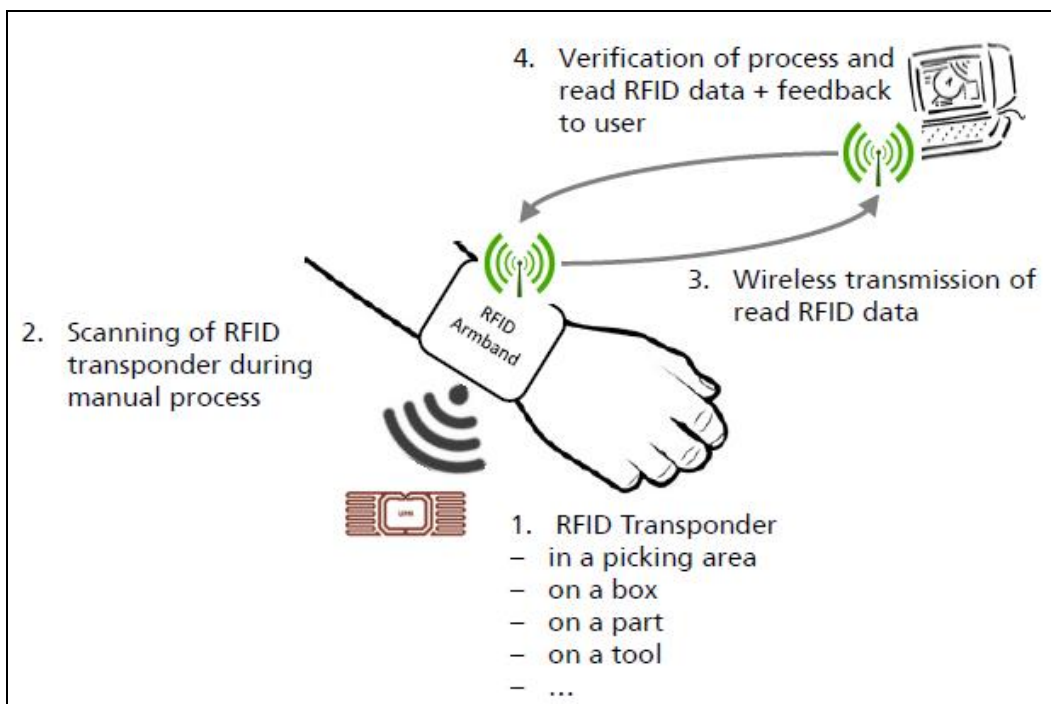 4. Verification of process and
read RFID data + feedback
to user
3. Wireless transmission of
read RFID data
RFID
Armband
2. Scanning of RFID
transponder during
manual process
1. RFID Transponder
– in a picking area
– on a box
– on a part
– on a tool
– ...